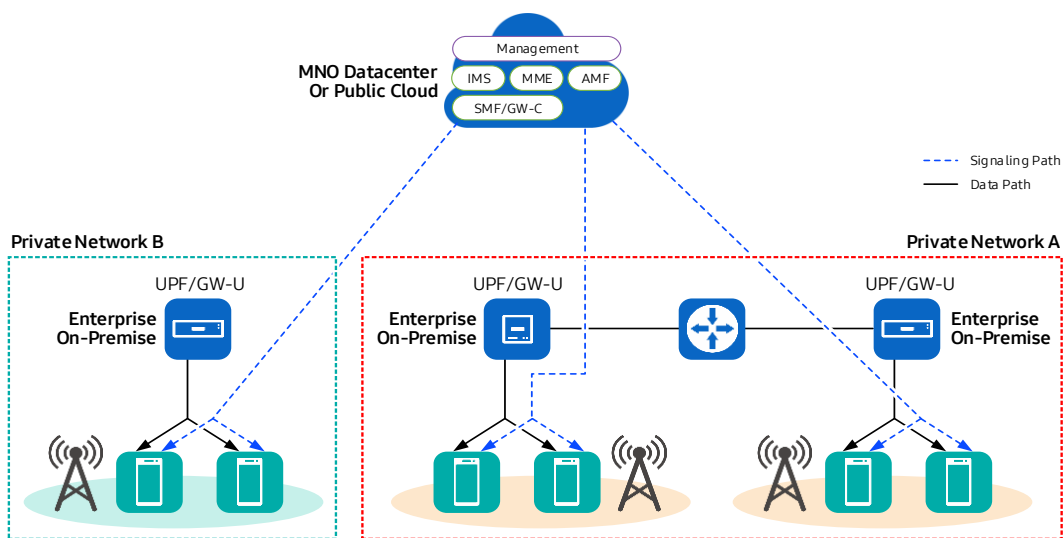 Management
MNO Datacenter
Or Public Cloud
IMS
MME
AMF
SMF/GW-C
Signaling Path
Data Path
Private Network B
Private Network A
UPF/GW-U
Enterprise
On-Premise
UPF/GW-U
Enterprise
On-Premise
UPF/GW-U
Enterprise
On-Premise